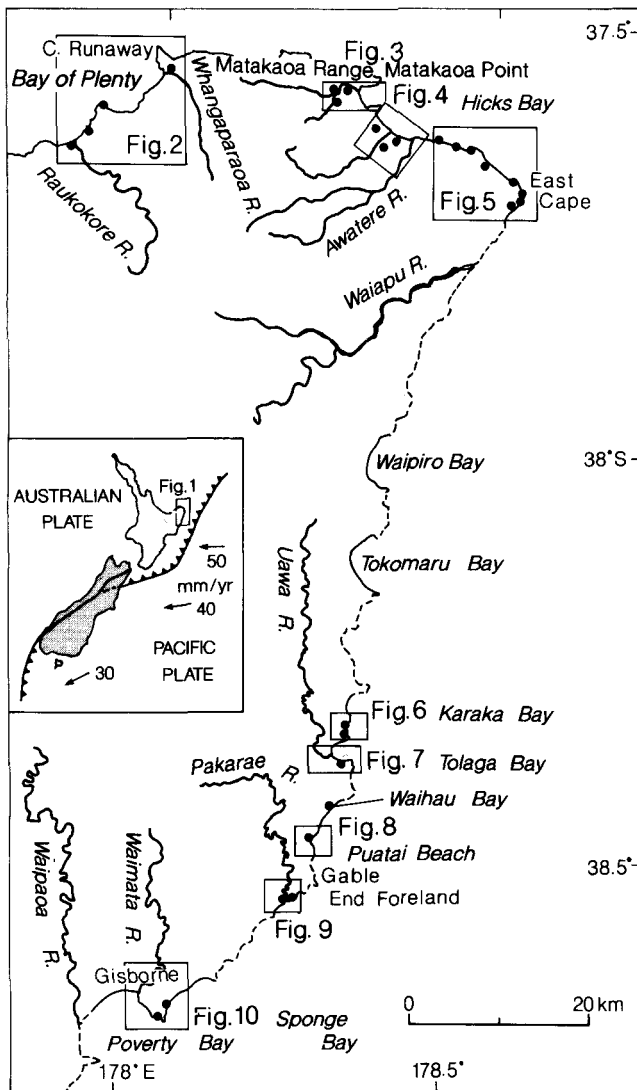 37.5°
C. Runaway
Fig. 3
Matakaoa Range
Matakaoa Point
Bay of Plenty
Fig. 4
Hicks Bay
Fig. 2
Whangaparaoa R.
Raukokore R.
Awatere R.
Fig. 5
East
Cape
Waiapu R.
38°S
Waipiro Bay
AUSTRALIAN
PLATE
Fig. 1
50
mm/yr
40
PACIFIC
PLATE
30
Uawa R.
Tokomaru Bay
Fig. 6 Karaka Bay
Fig. 7 Tolaga Bay
Pakarae R.
Waihau Bay
Fig. 8
Puatai Beach
38.5°
Gable
End Foreland
Fig. 9
Waipaoa R.
Waimata R.
Gisborne
Fig. 10 Sponge
Bay
Poverty Bay
0 20 km
178°E
178.5°